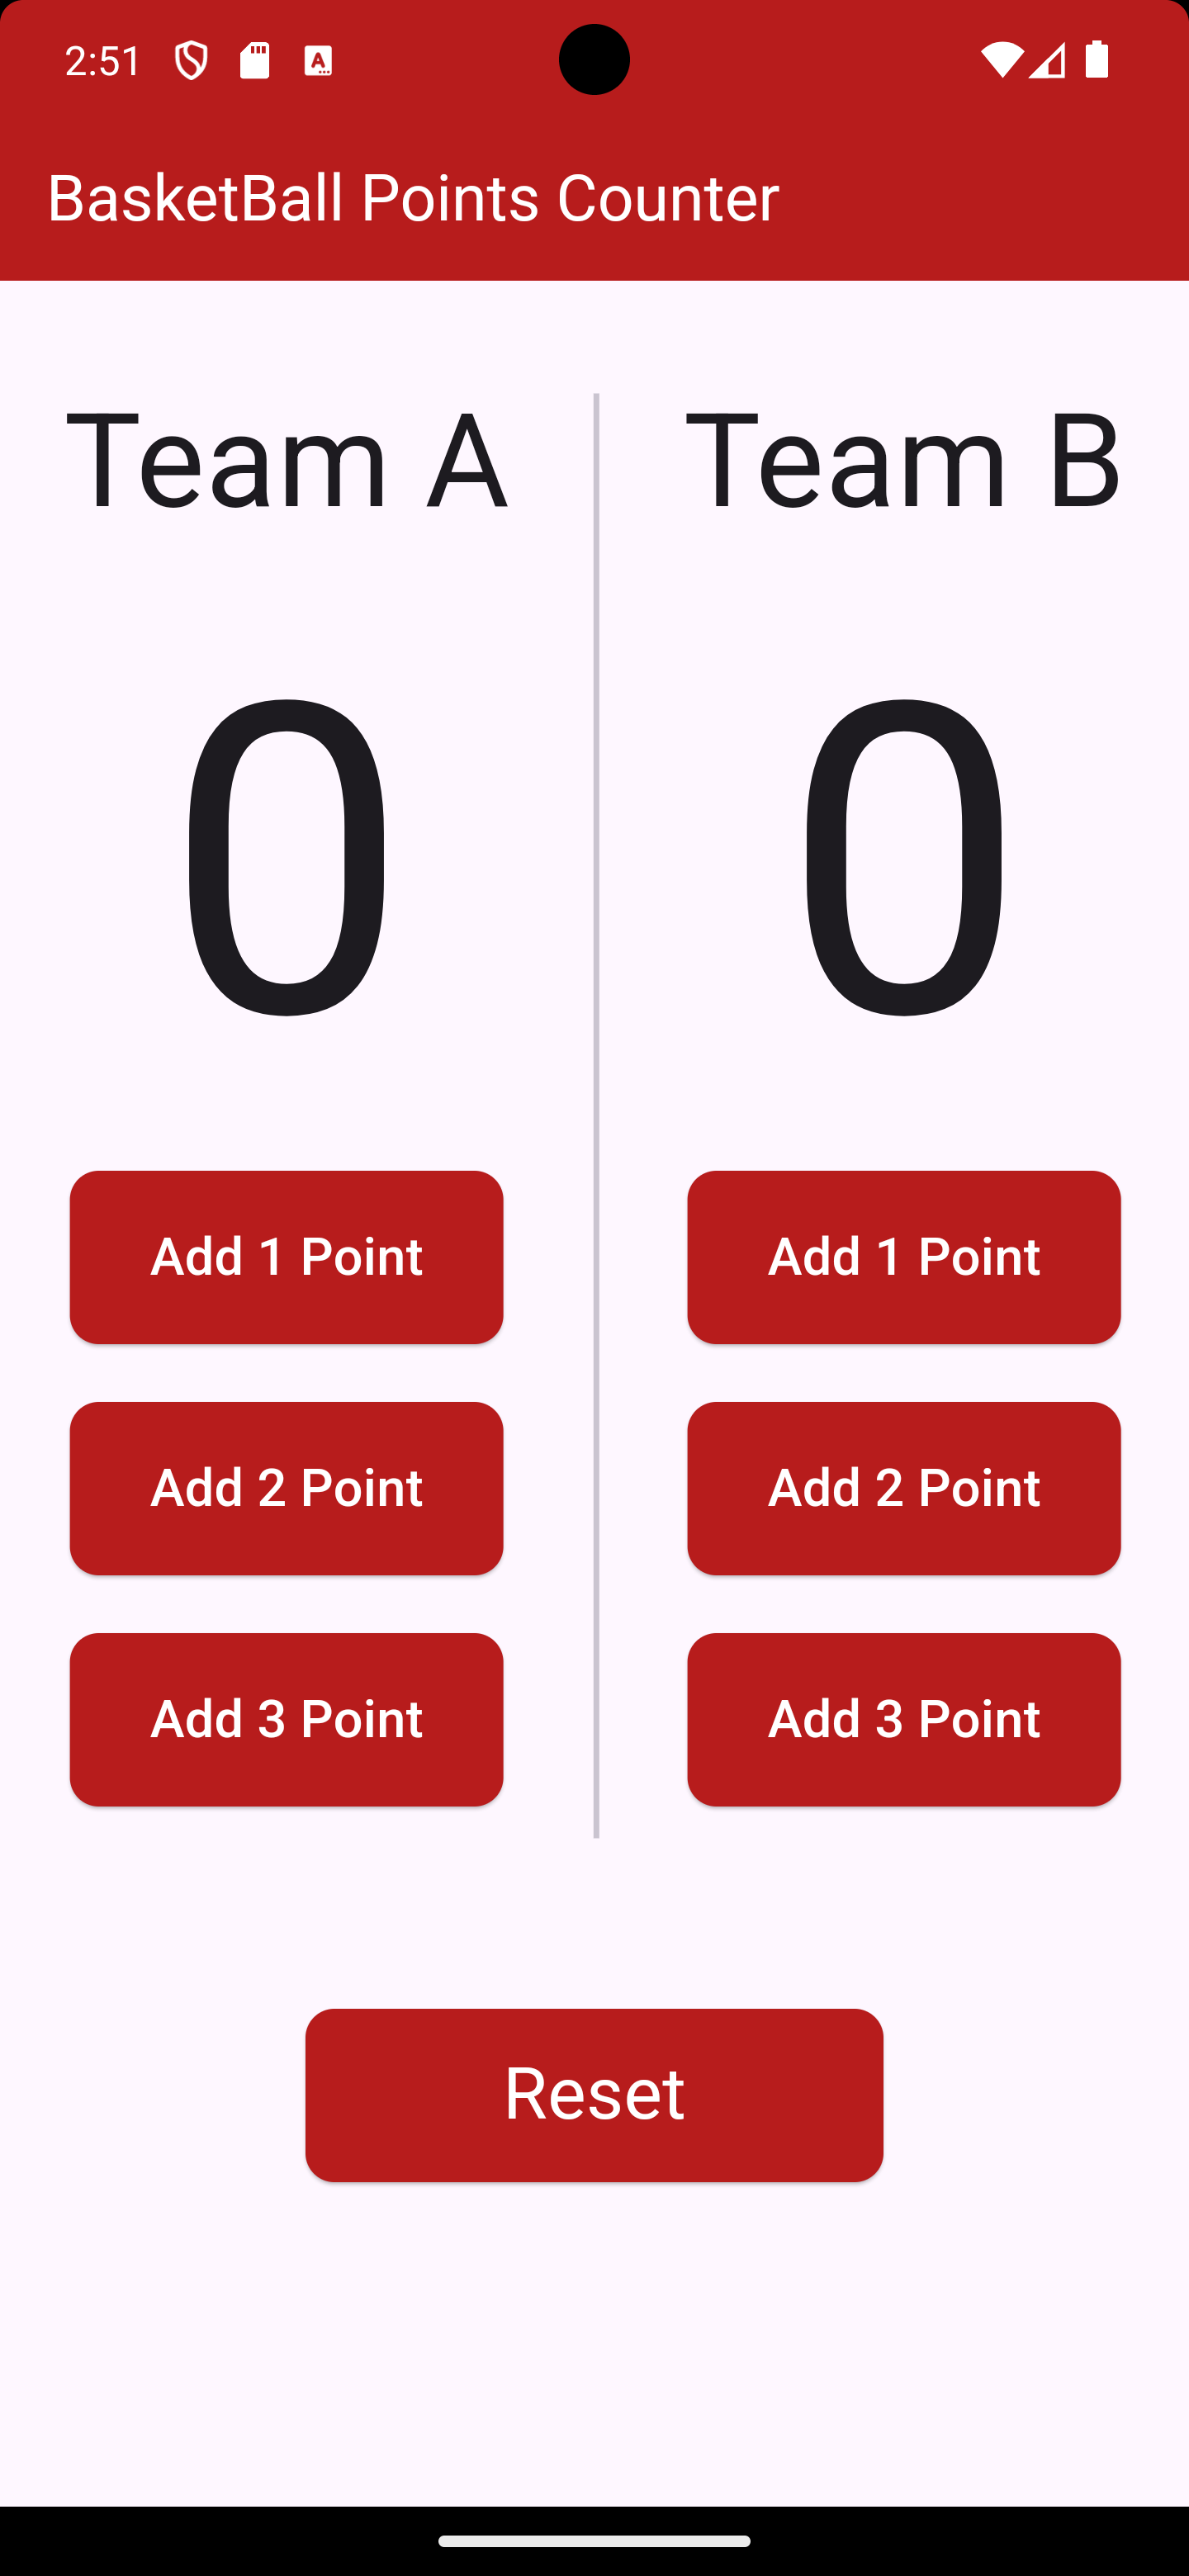 2:51
BasketBall Points Counter
Team A
Team B
0
0
Add 1 Point
Add 1 Point
Add 2 Point
Add 2 Point
Add 3 Point
Add 3 Point
Reset